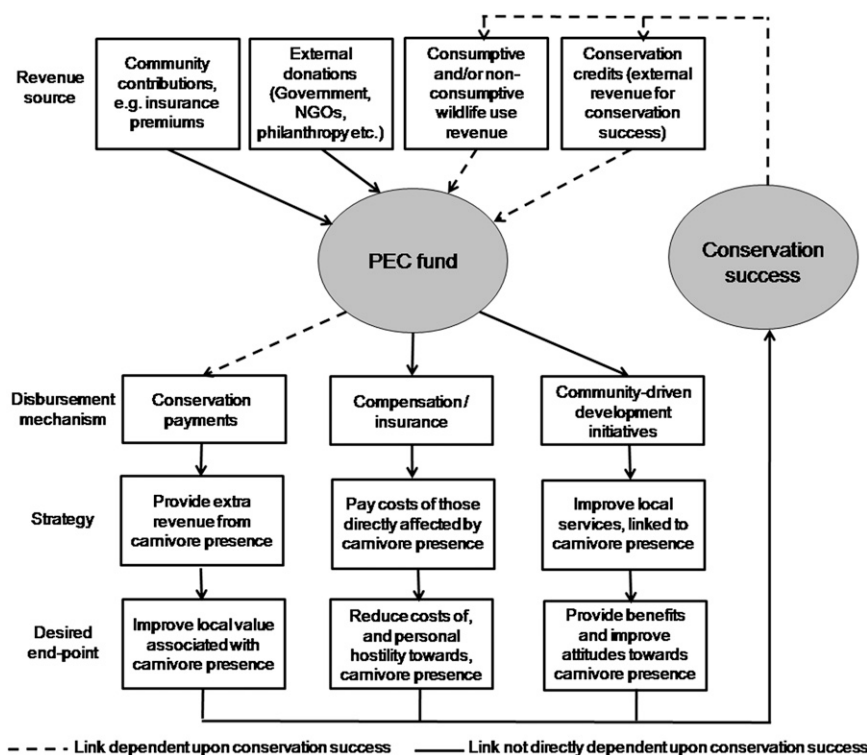 Revenue
source
Community
contributions,
e.g. insurance
premiums
External
donations
(Government,
NGOs,
philanthropy etc.)
Consumptive
and/or non-
consumptive
wildlife use
revenue
Conservation
credits (external
revenue for
conservation
success)
PEC fund
Conservation
success
Disbursement
mechanism
Conservation
payments
Compensation /
insurance
Community-driven
development
initiatives
Strategy
Provide extra
revenue from
carnivore presence
Pay costs of those
directly affected by
carnivore presence
Improve local
services, linked to
carnivore presence
Desired
end-point
Improve local value
associated with
carnivore presence
Reduce costs of,
and personal
hostility towards,
carnivore presence
Provide benefits
and improve
attitudes towards
carnivore presence
Link dependent upon conservation success
Link not directly dependent upon conservation success